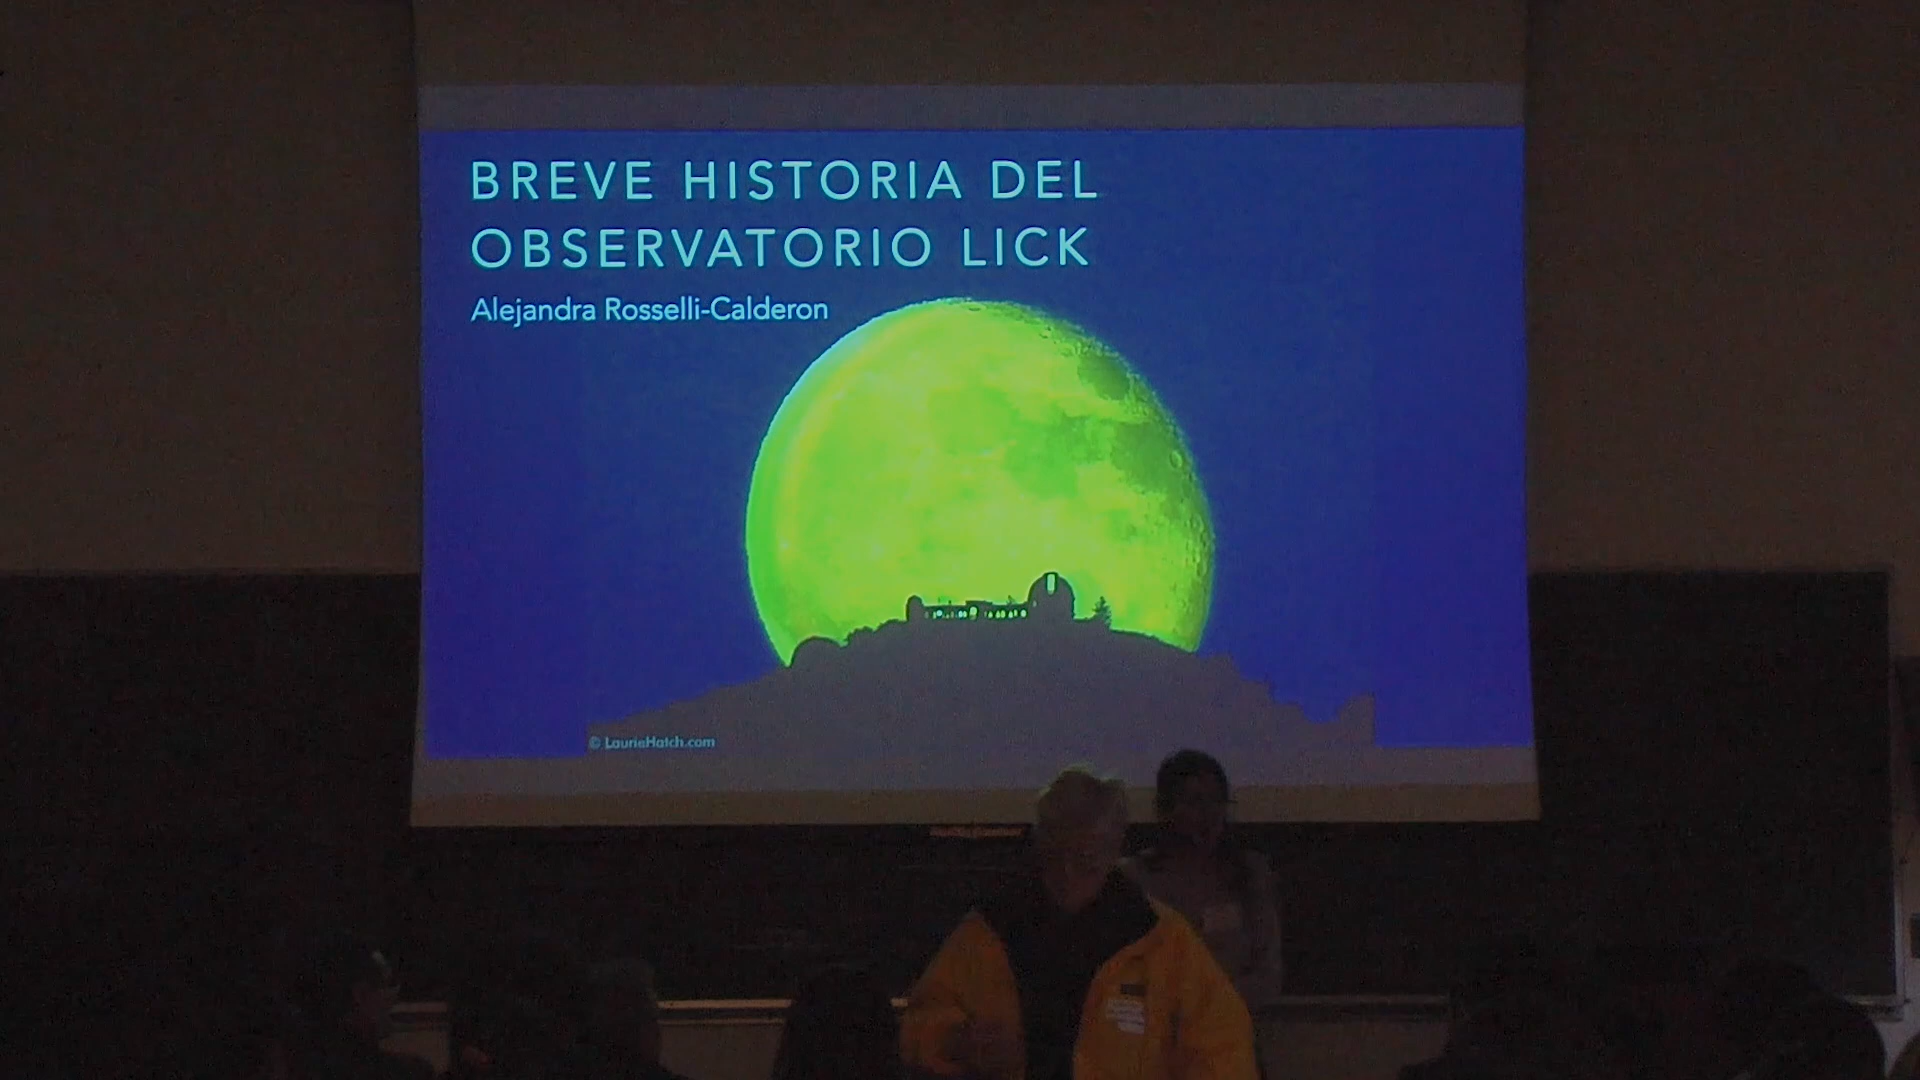 BREVE HISTORIA DEL
OBSERVATORIO LICK
Alejandra Rosselli-Calderon
© LaurieHatch.com